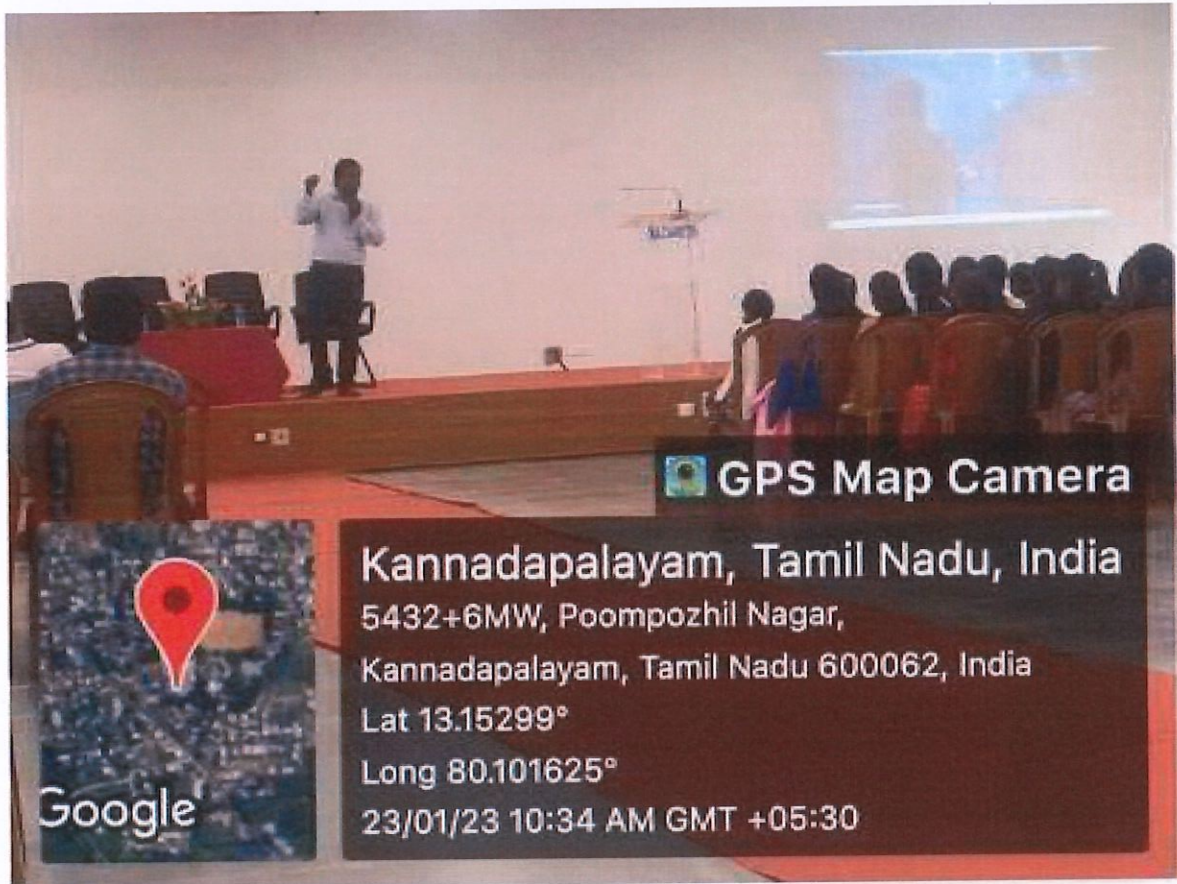 GPS Map Camera
Kannadapalayam, Tamil Nadu, India
5432+6MW, Poompozhil Nagar,
Kannadapalayam, Tamil Nadu 600062, India
Lat 13.15299°
Long 80.101625°
23/01/23 10:34 AM GMT +05:30
Google